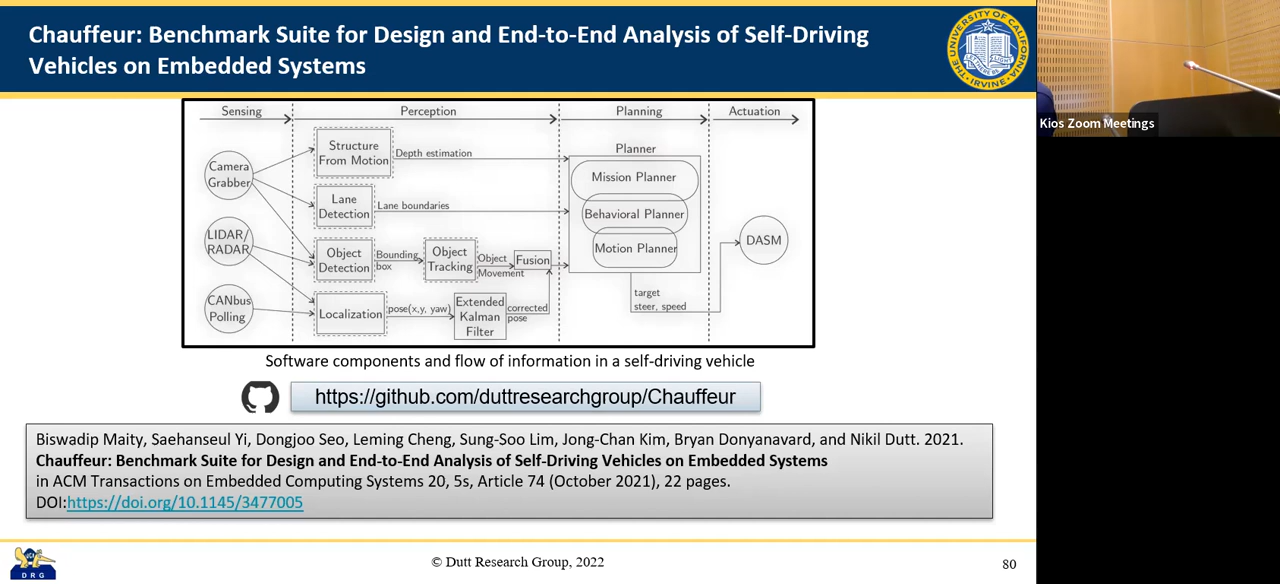 Chauffeur: Benchmark Suite for Design and End-to-End Analysis of Self-Driving
Vehicles on Embedded Systems
UNIVERSITY OF CALIFORNIA
IRVINE
Kios Zoom Meetings
Sensing
Perception
Planning
Actuation
Camera
Grabber
LIDAR/
RADAR
CANbus
Polling
Structure
From Motion
Depth estimation
Lane
Detection
Lane boundaries
Object
Detection
Bounding
box
Object
Tracking
Object
Movement
Fusion
Localization
pose(x,y, yaw)
Extended
Kalman
Filter
corrected
pose
Planner
Mission Planner
Behavioral Planner
Motion Planner
target
steer, speed
DASM
Software components and flow of information in a self-driving vehicle
https://github.com/duttresearchgroup/Chauffeur
Biswadip Maity, Saehanseul Yi, Dongjoo Seo, Leming Cheng, Sung-Soo Lim, Jong-Chan Kim, Bryan Donyanavard, and Nikil Dutt. 2021.
Chauffeur: Benchmark Suite for Design and End-to-End Analysis of Self-Driving Vehicles on Embedded Systems
in ACM Transactions on Embedded Computing Systems 20, 5s, Article 74 (October 2021), 22 pages.
DOI:https://doi.org/10.1145/3477005
D R G
© Dutt Research Group, 2022
80